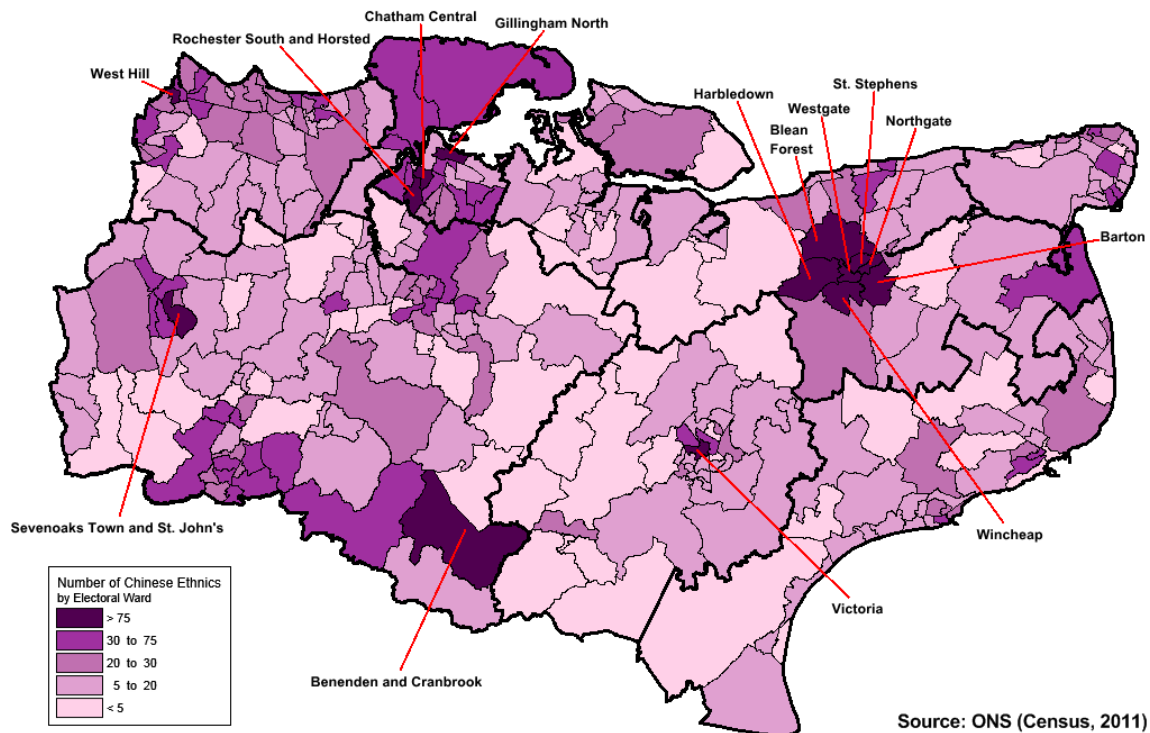 Chatham Central
Gillingham North
Rochester South and Horsted
West Hill
St. Stephens
Harbledown
Westgate
Northgate
Blean
Forest
Barton
Sevenoaks Town and St. John's
Wincheap
Victoria
Benenden and Cranbrook
Number of Chinese Ethnics
by Electoral Ward
> 75
30 to 75
20 to 30
5 to 20
< 5
Source: ONS (Census, 2011)